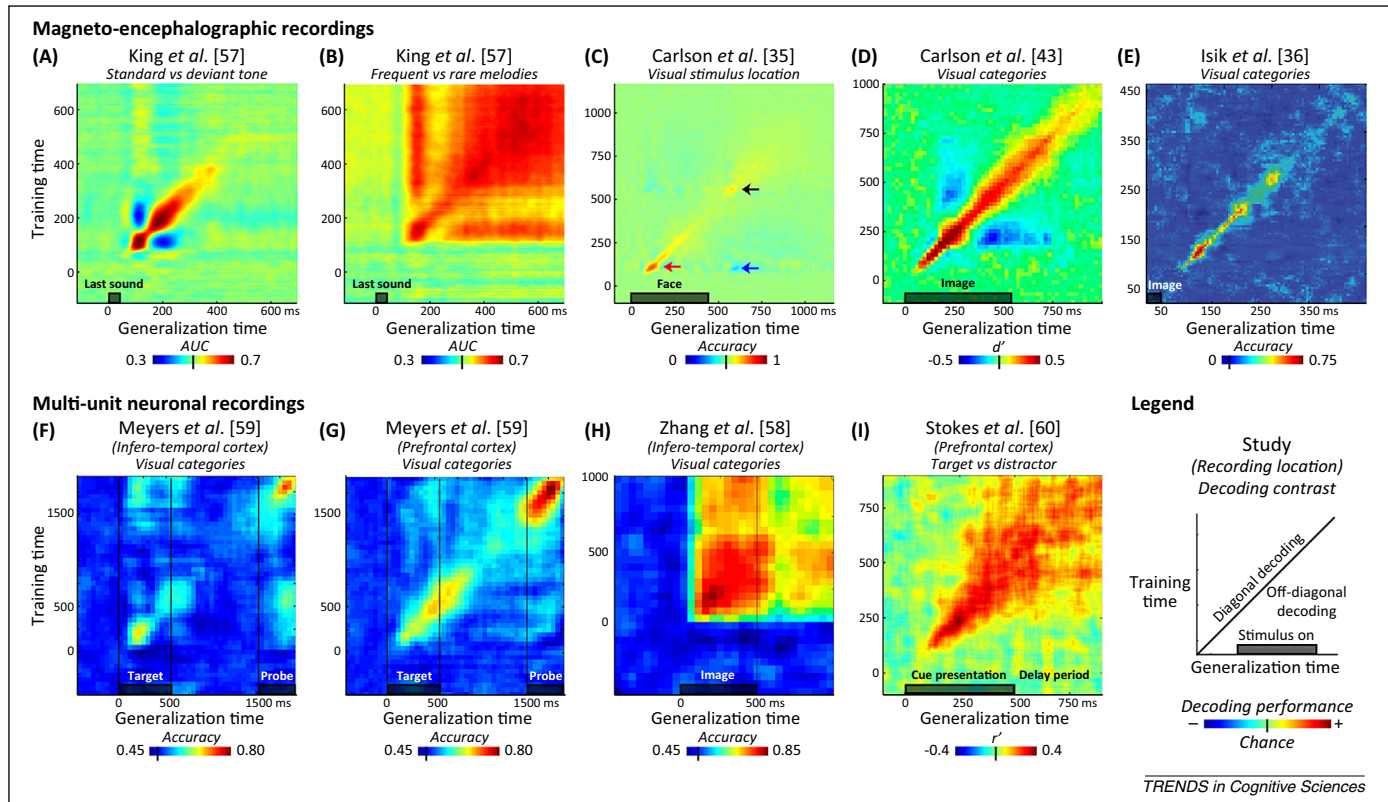 Magneto-encephalographic recordings
(A)
King et al. [57]
Standard vs deviant tone
Training time
600
400
200
0
Last sound
0 200 400 600 ms
Generalization time
AUC
0.3 0.7
(B)
King et al. [57]
Frequent vs rare melodies
600
400
200
0
Last sound
0 200 400 600 ms
Generalization time
AUC
0.3 0.7
(C)
Carlson et al. [35]
Visual stimulus location
1000
750
500
250
0
Face
0 250 500 750 1000 ms
Generalization time
Accuracy
0 1
(D)
Carlson et al. [43]
Visual categories
1000
750
500
250
0
Image
0 500 750 ms
Generalization time
d’
-0.5 0.5
(E)
Isik et al. [36]
Visual categories
450
350
250
150
50
Image
50 150 250 350 ms
Generalization time
Accuracy
0 0.75
Multi-unit neuronal recordings
(F)
Meyers et al. [59]
(Infero-temporal cortex)
Visual categories
Training time
1500
500
0
Target Probe
0 500 1500 ms
Generalization time
Accuracy
0.45 0.80
(G)
Meyers et al. [59]
(Prefrontal cortex)
Visual categories
1500
500
0
Target Probe
0 500 1500 ms
Generalization time
Accuracy
0.45 0.80
(H)
Zhang et al. [58]
(Infero-temporal cortex)
Visual categories
1000
500
0
Image
0 500 ms
Generalization time
Accuracy
0.45 0.85
(I)
Stokes et al. [60]
(Prefrontal cortex)
Target vs distractor
750
500
250
0
Cue presentation Delay period
0 250 500 750 ms
Generalization time
r’
-0.4 0.4
Legend
Study
(Recording location)
Decoding contrast
Training time
Diagonal decoding
Off-diagonal
decoding
Stimulus on
Generalization time
Decoding performance
– +
Chance
TRENDS in Cognitive Sciences